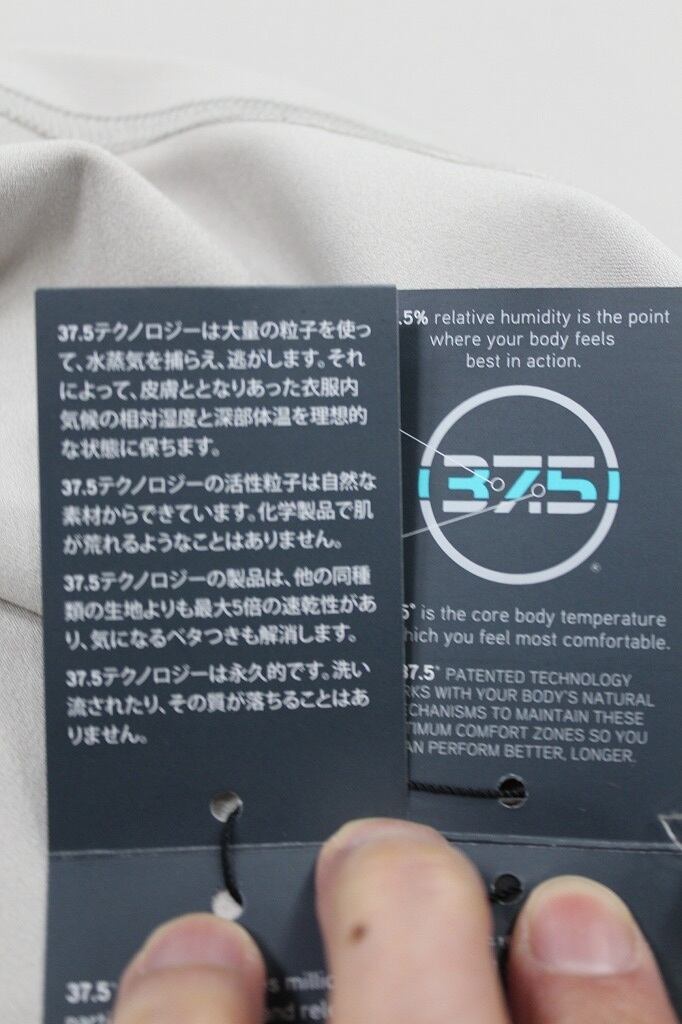 37.5テクノロジーは大量の粒子を使っ
て、水蒸気を捕らえ、逃がします。それ
によって、皮膚ととなりあった衣服内
気候の相対湿度と深部体温を理想的
な状態に保ちます。
37.5テクノロジーの活性粒子は自然な
素材からできています。化学製品で肌
が荒れるようなことはありません。
37.5テクノロジーの製品は、他の同種
類の生地よりも最大5倍の速乾性があ
り、気になるベタつきも解消します。
37.5テクノロジーは永久的です。洗い
流されたり、その質が落ちることはあ
りません。
.5% relative humidity is the point
where your body feels
best in action.
37.5
®
5° is the core body temperature
hich you feel most comfortable.
37.5° PATENTED TECHNOLOGY
RKS WITH YOUR BODY'S NATURAL
CHANISMS TO MAINTAIN THESE
TIMUM COMFORT ZONES SO YOU
AN PERFORM BETTER, LONGER.
37.5